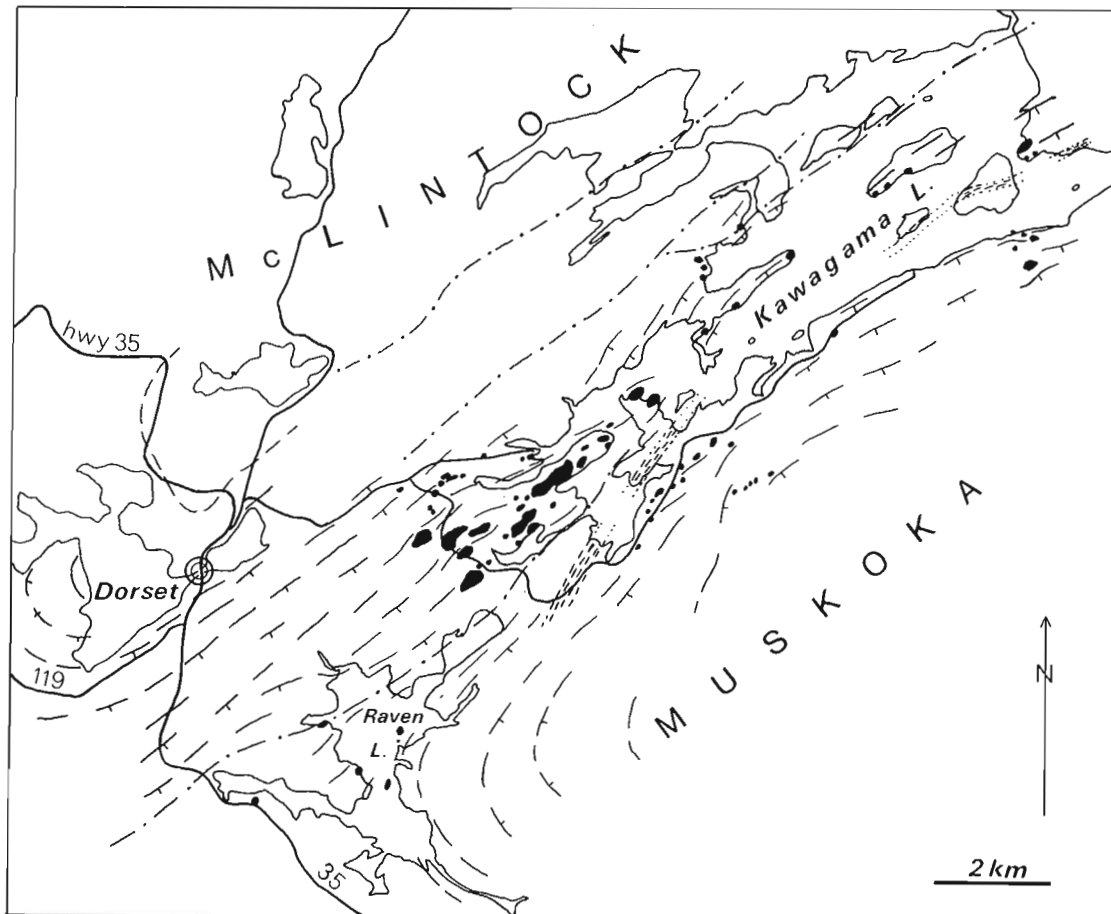 McLINTOCK
Kawagama L.
hwy 35
Dorset
119
MUSKOKA
Raven
L.
N
35
2 km